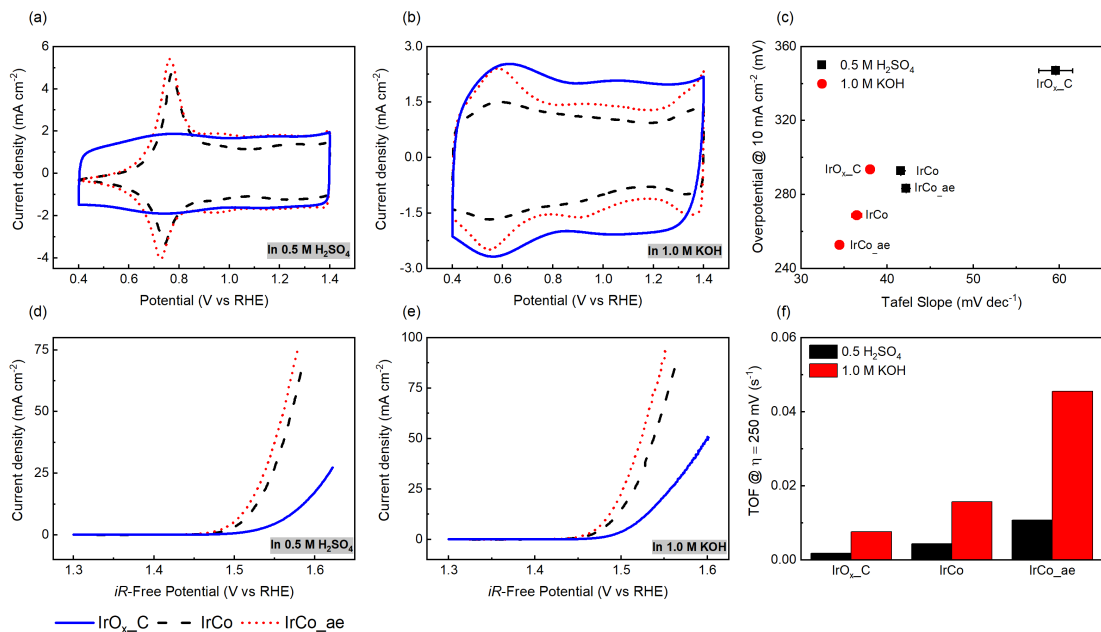 (a)
6
4
2
0
-2
-4
Current density (mA cm⁻²)
0.4 0.6 0.8 1.0 1.2 1.4
Potential (V vs RHE)
In 0.5 M H₂SO₄
(b)
3.0
1.5
0.0
-1.5
-3.0
Current density (mA cm⁻²)
0.4 0.6 0.8 1.0 1.2 1.4
Potential (V vs RHE)
In 1.0 M KOH
(c)
360
320
280
240
Overpotential @ 10 mA cm⁻² (mV)
0.5 M H₂SO₄
1.0 M KOH
IrOₓ_C
IrOₓ_C
IrCo
IrCo_ae
IrCo
IrCo_ae
30 40 50 60
Tafel Slope (mV dec⁻¹)
(d)
75
50
25
0
Current density (mA cm⁻²)
1.3 1.4 1.5 1.6
iR-Free Potential (V vs RHE)
In 0.5 M H₂SO₄
(e)
100
75
50
25
0
Current density (mA cm⁻²)
1.3 1.4 1.5 1.6
iR-Free Potential (V vs RHE)
In 1.0 M KOH
(f)
0.06
0.04
0.02
0.00
TOF @ η = 250 mV (s⁻¹)
0.5 H₂SO₄
1.0 M KOH
IrOₓ_C IrCo IrCo_ae
IrOₓ_C IrCo IrCo_ae